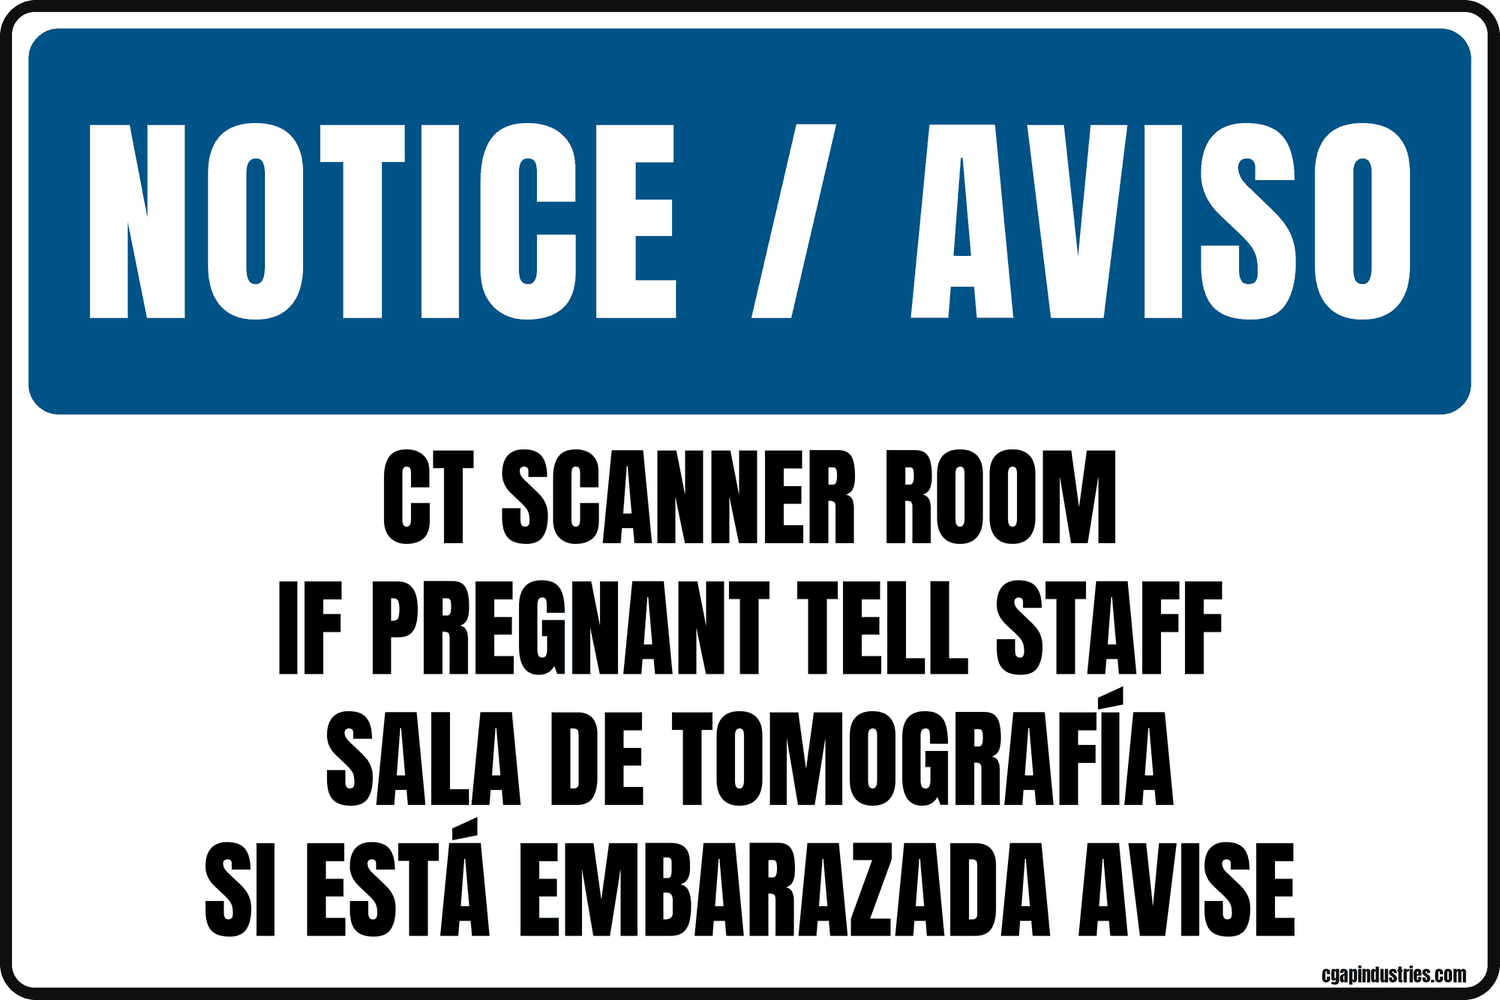 NOTICE / AVISO
CT SCANNER ROOM
IF PREGNANT TELL STAFF
SALA DE TOMOGRAFÍA
SI ESTÁ EMBARAZADA AVISE
cgapindustries.com